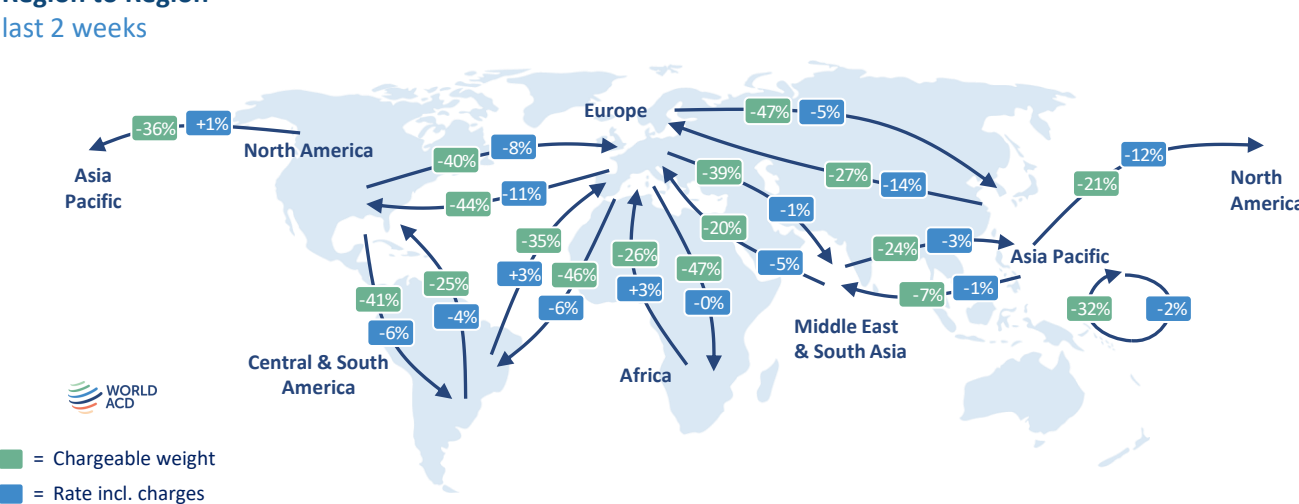 Region to Region
last 2 weeks
-36%
+1%
Asia
Pacific
North America
-40%
-8%
-44%
-11%
Europe
-47%
-5%
-27%
-14%
-39%
-1%
-20%
-5%
-21%
-12%
North
America
-24%
-3%
-7%
-1%
Asia Pacific
-32%
-2%
Middle East
& South Asia
-35%
+3%
-46%
-6%
-26%
+3%
-47%
-0%
Africa
-41%
-6%
-25%
-4%
Central & South
America
WORLD
ACD
= Chargeable weight
= Rate incl. charges